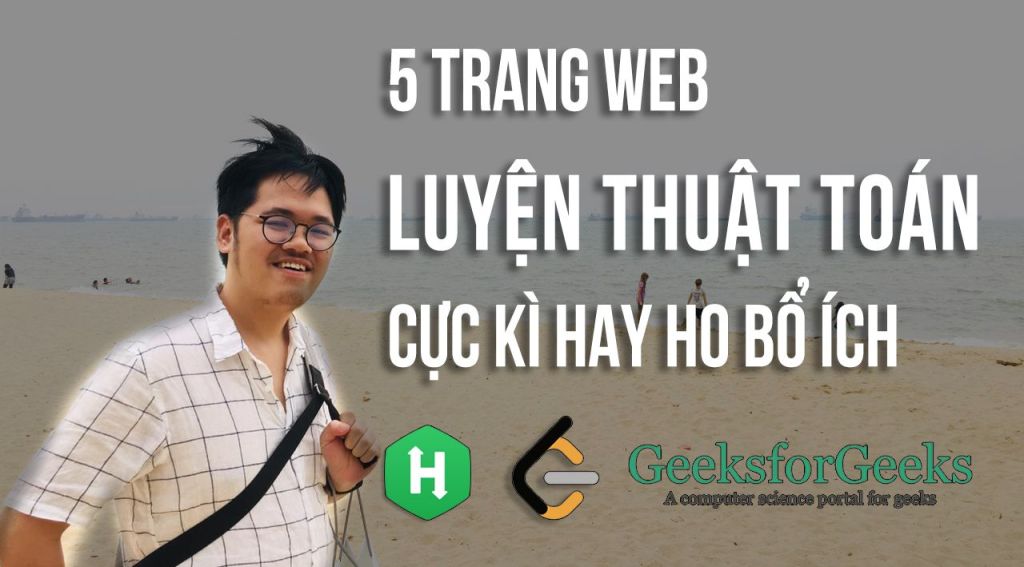 5 TRANG WEB
LUYỆN THUẬT TOÁN
CỰC KÌ HAY HO BỔ ÍCH
H
GeeksforGeeks
A computer science portal for geeks